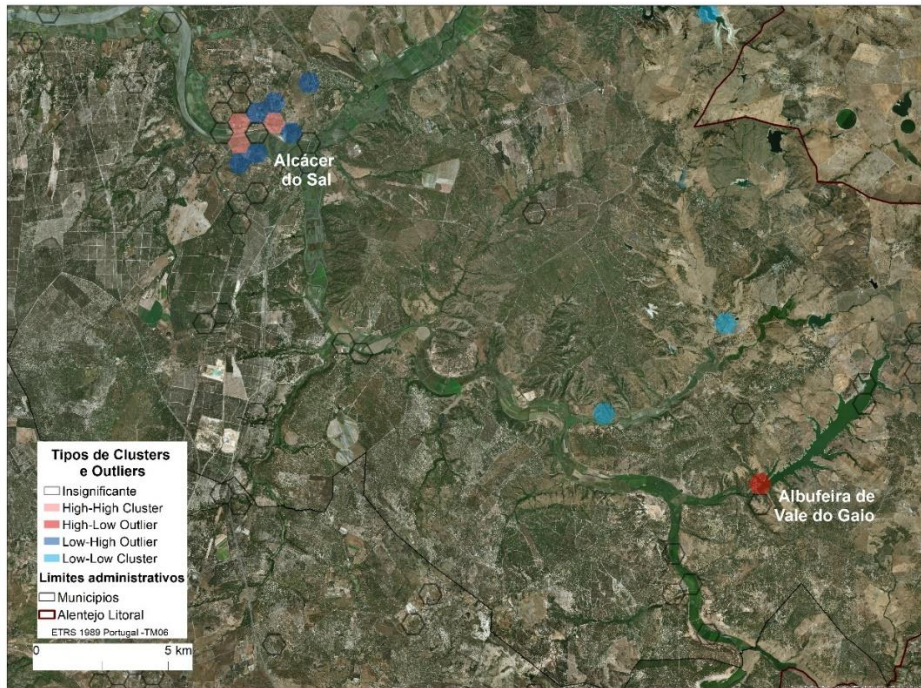 Alcácer
do Sal
Albufeira de
Vale do Gaio
Tipos de Clusters
e Outliers
Insignificante
High-High Cluster
High-Low Outlier
Low-High Outlier
Low-Low Cluster
Limites administrativos
Municípios
Alentejo Litoral
ETRS 1989 Portugal -TM06
0
5 km